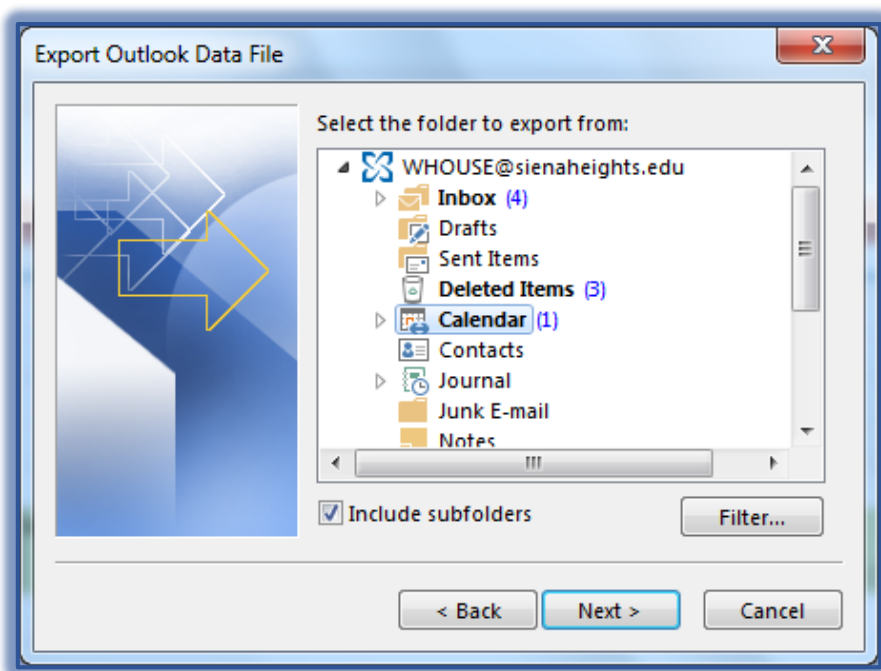 Export Outlook Data File
Select the folder to export from:
WHOUSE@sienaheights.edu
Inbox (4)
Drafts
Sent Items
Deleted Items (3)
Calendar (1)
Contacts
Journal
Junk E-mail
Notes
Include subfolders
Filter...
< Back Next > Cancel